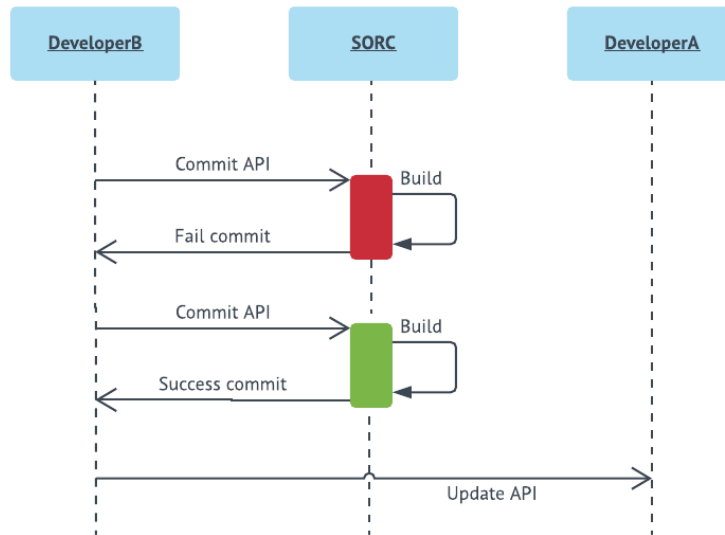 DeveloperB
SORC
DeveloperA
Commit API
Build
Fail commit
Commit API
Build
Success commit
Update API